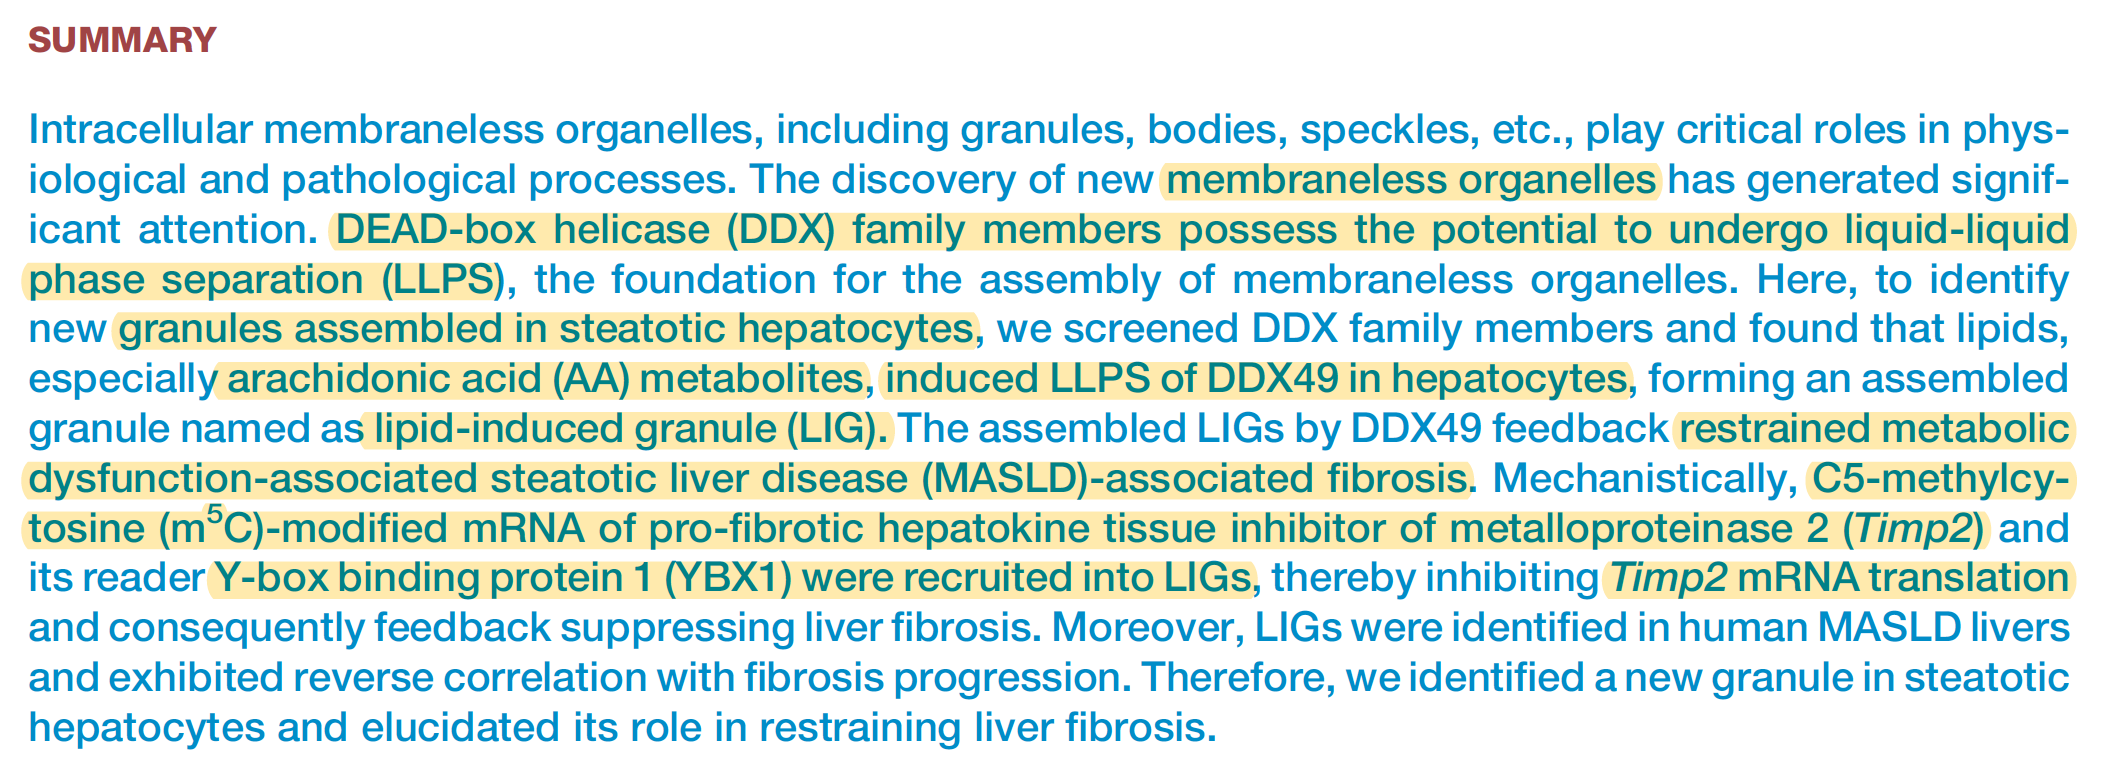 SUMMARY
Intracellular membraneless organelles, including granules, bodies, speckles, etc., play critical roles in phys-
iological and pathological processes. The discovery of new membraneless organelles has generated signif-
icant attention. DEAD-box helicase (DDX) family members possess the potential to undergo liquid-liquid
phase separation (LLPS), the foundation for the assembly of membraneless organelles. Here, to identify
new granules assembled in steatotic hepatocytes, we screened DDX family members and found that lipids,
especially arachidonic acid (AA) metabolites, induced LLPS of DDX49 in hepatocytes, forming an assembled
granule named as lipid-induced granule (LIG). The assembled LIGs by DDX49 feedback restrained metabolic
dysfunction-associated steatotic liver disease (MASLD)-associated fibrosis. Mechanistically, C5-methylcy-
tosine (m⁵C)-modified mRNA of pro-fibrotic hepatokine tissue inhibitor of metalloproteinase 2 (Timp2) and
its reader Y-box binding protein 1 (YBX1) were recruited into LIGs, thereby inhibiting Timp2 mRNA translation
and consequently feedback suppressing liver fibrosis. Moreover, LIGs were identified in human MASLD livers
and exhibited reverse correlation with fibrosis progression. Therefore, we identified a new granule in steatotic
hepatocytes and elucidated its role in restraining liver fibrosis.